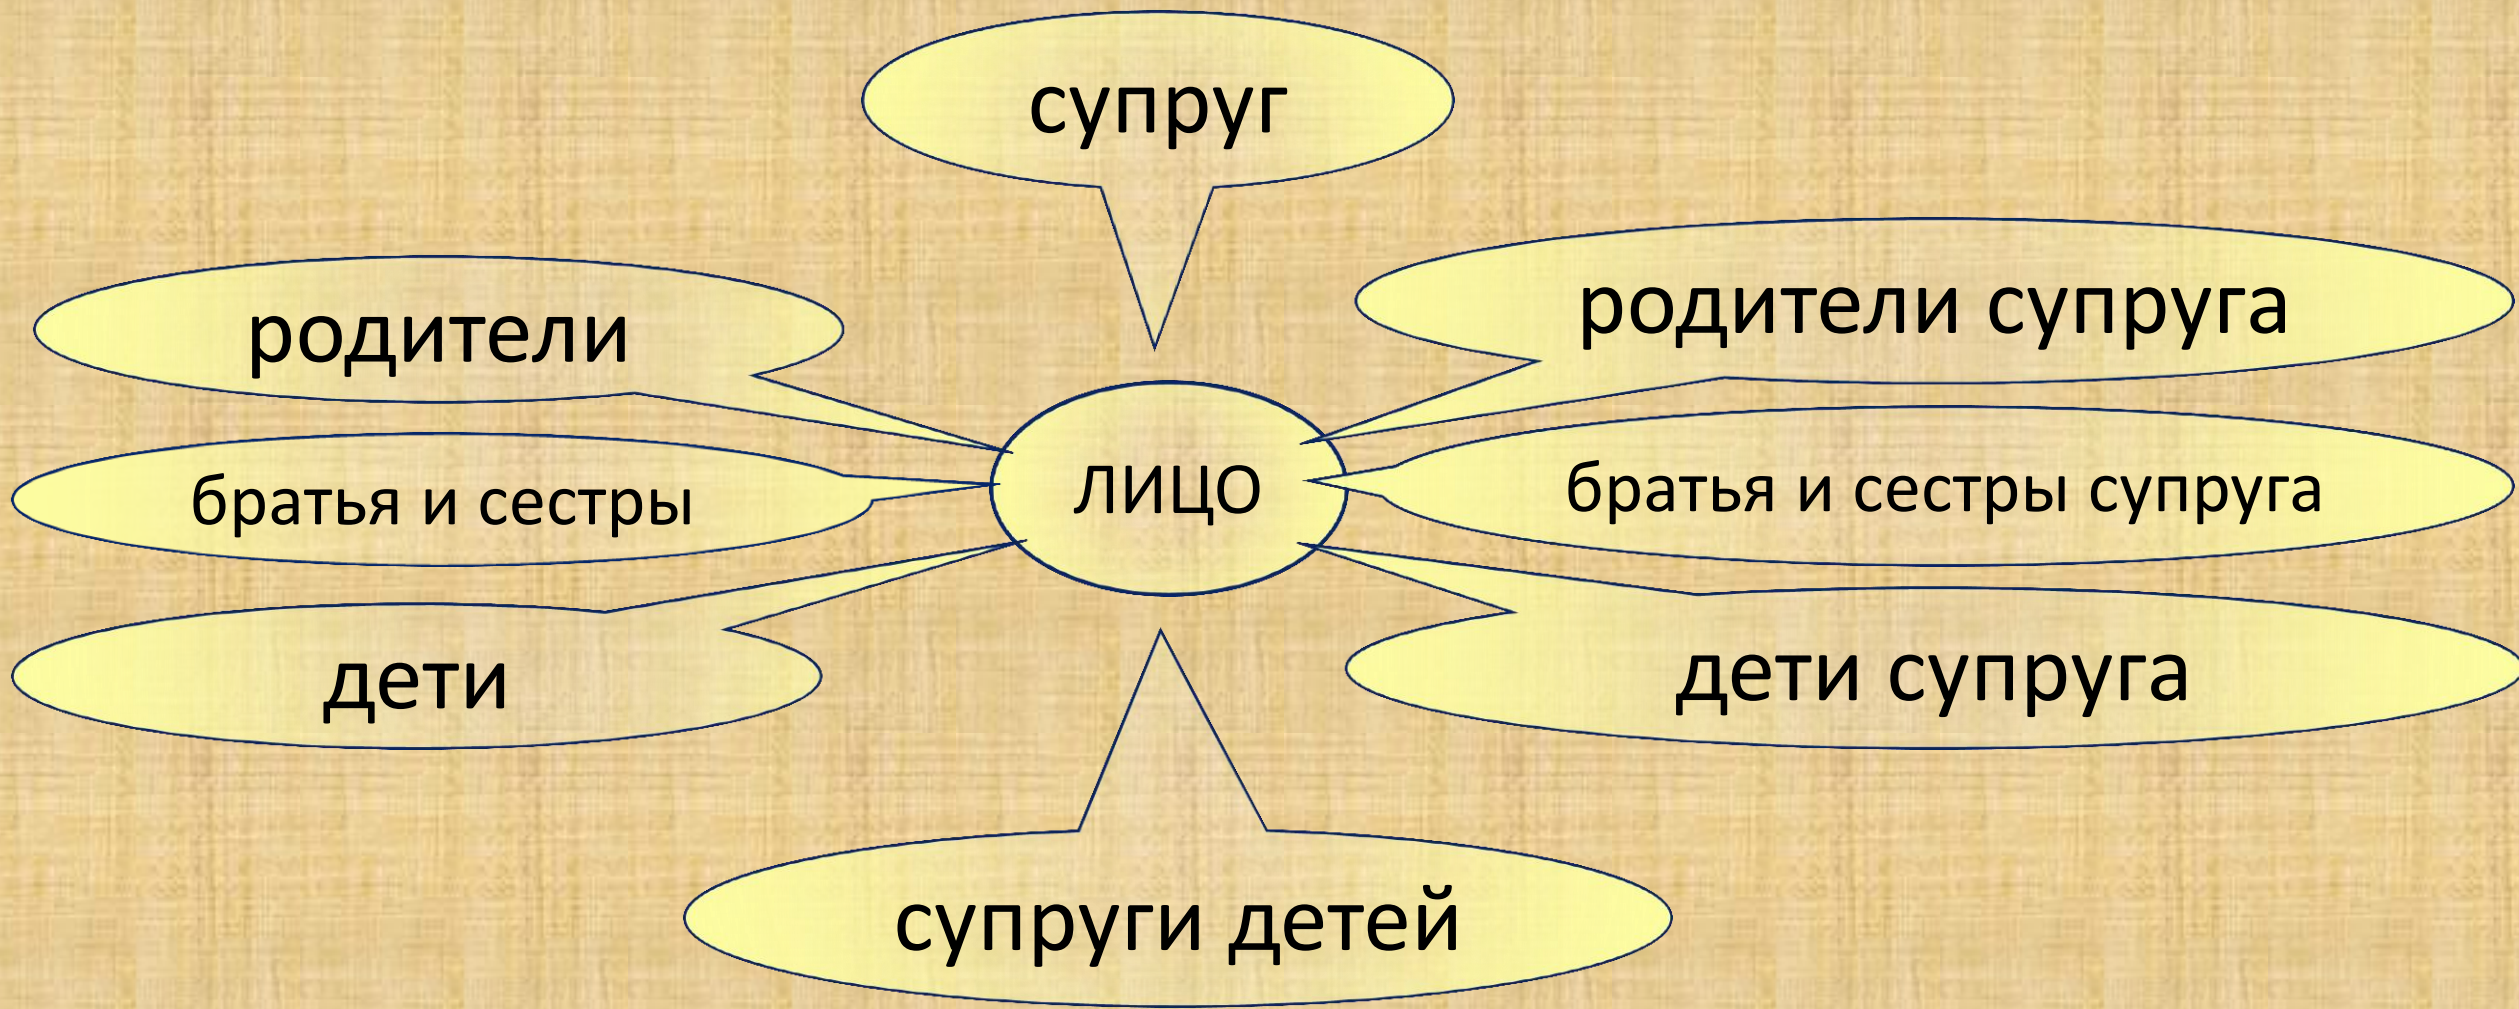 супруг
родители
родители супруга
братья и сестры
ЛИЦО
братья и сестры супруга
дети
дети супруга
супруги детей